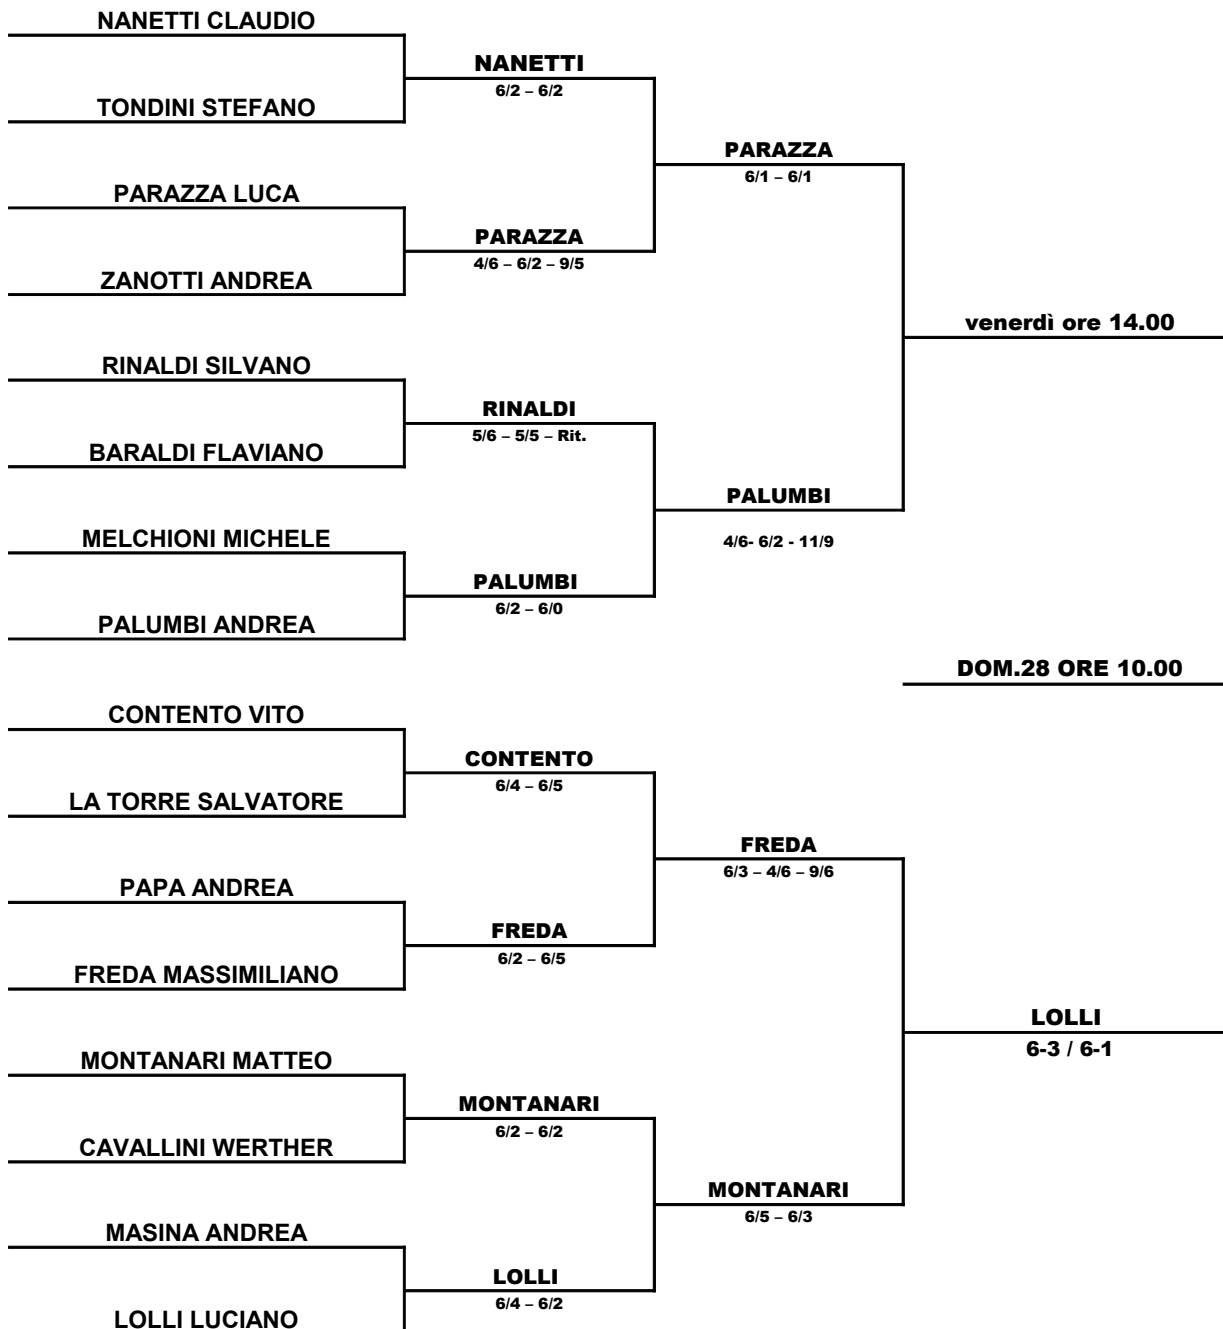 NANETTI CLAUDIO
NANETTI
6/2 – 6/2
TONDINI STEFANO
PARAZZA
6/1 – 6/1
PARAZZA LUCA
PARAZZA
4/6 – 6/2 – 9/5
ZANOTTI ANDREA
venerdì ore 14.00
RINALDI SILVANO
RINALDI
5/6 – 5/5 – Rit.
BARALDI FLAVIANO
PALUMBI
4/6- 6/2 - 11/9
MELCHIONI MICHELE
PALUMBI
6/2 – 6/0
PALUMBI ANDREA
DOM.28 ORE 10.00
CONTENTO VITO
CONTENTO
6/4 – 6/5
LA TORRE SALVATORE
FREDA
6/3 – 4/6 – 9/6
PAPA ANDREA
FREDA
6/2 – 6/5
FREDA MASSIMILIANO
LOLLI
6-3 / 6-1
MONTANARI MATTEO
MONTANARI
6/2 – 6/2
CAVALLINI WERTHER
MONTANARI
6/5 – 6/3
MASINA ANDREA
LOLLI
6/4 – 6/2
LOLLI LUCIANO